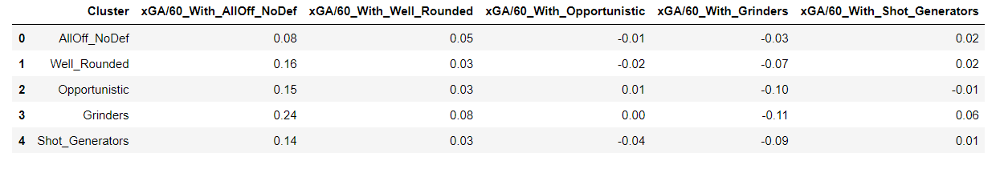 Cluster xGA/60_With_AllOff_NoDef xGA/60_With_Well_Rounded xGA/60_With_Opportunistic xGA/60_With_Grinders xGA/60_With_Shot_Generators
0 AllOff_NoDef 0.08 0.05 -0.01 -0.03 0.02
1 Well_Rounded 0.16 0.03 -0.02 -0.07 0.02
2 Opportunistic 0.15 0.03 0.01 -0.10 -0.01
3 Grinders 0.24 0.08 0.00 -0.11 0.06
4 Shot_Generators 0.14 0.03 -0.04 -0.09 0.01